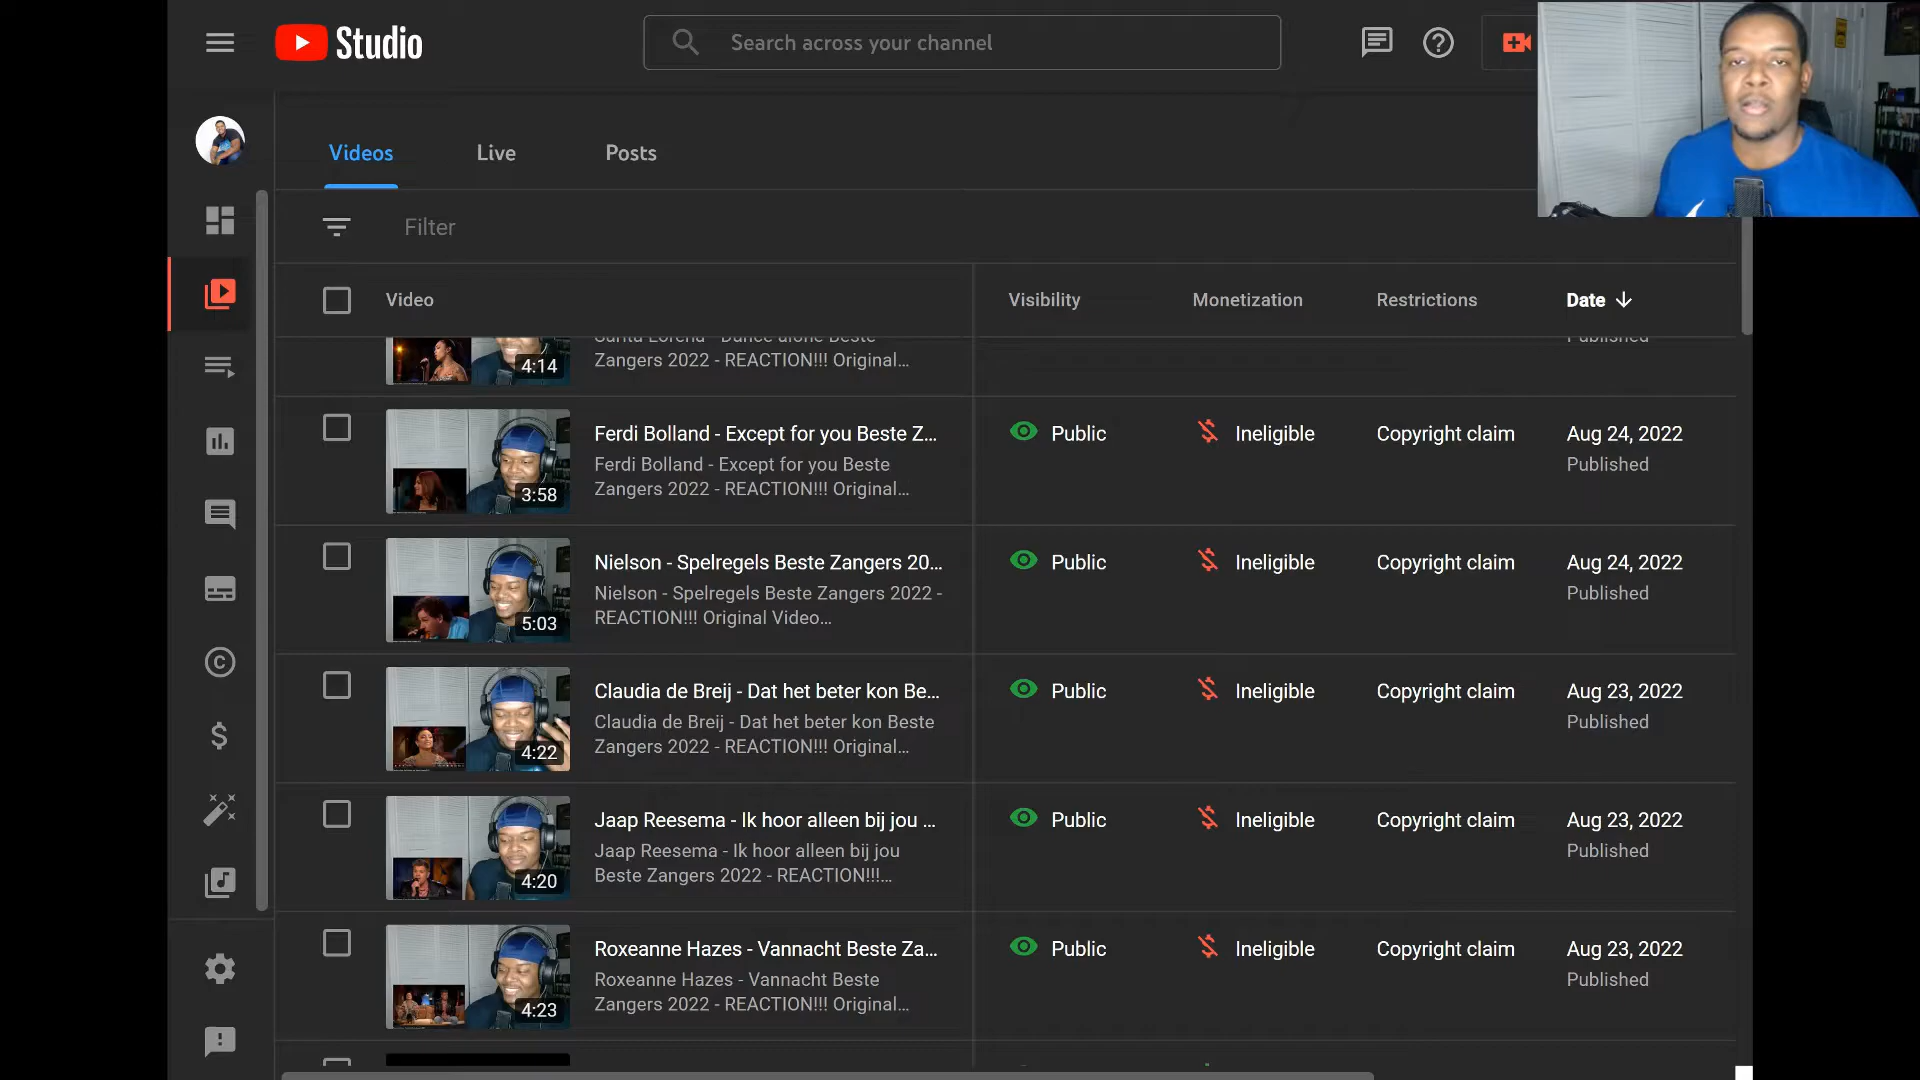 Studio
Search across your channel
Videos
Live
Posts
Filter
Video
Visibility
Monetization
Restrictions
Date
4:14
Santa Lorena - Dance alone Beste
Zangers 2022 - REACTION!!! Original...
Published
3:58
Ferdi Bolland - Except for you Beste Z...
Ferdi Bolland - Except for you Beste
Zangers 2022 - REACTION!!! Original...
Public
Ineligible
Copyright claim
Aug 24, 2022
Published
5:03
Nielson - Spelregels Beste Zangers 20...
Nielson - Spelregels Beste Zangers 2022 -
REACTION!!! Original Video...
Public
Ineligible
Copyright claim
Aug 24, 2022
Published
4:22
Claudia de Breij - Dat het beter kon Be...
Claudia de Breij - Dat het beter kon Beste
Zangers 2022 - REACTION!!! Original...
Public
Ineligible
Copyright claim
Aug 23, 2022
Published
4:20
Jaap Reesema - Ik hoor alleen bij jou ...
Jaap Reesema - Ik hoor alleen bij jou
Beste Zangers 2022 - REACTION!!!...
Public
Ineligible
Copyright claim
Aug 23, 2022
Published
4:23
Roxeanne Hazes - Vannacht Beste Za...
Roxeanne Hazes - Vannacht Beste
Zangers 2022 - REACTION!!! Original...
Public
Ineligible
Copyright claim
Aug 23, 2022
Published